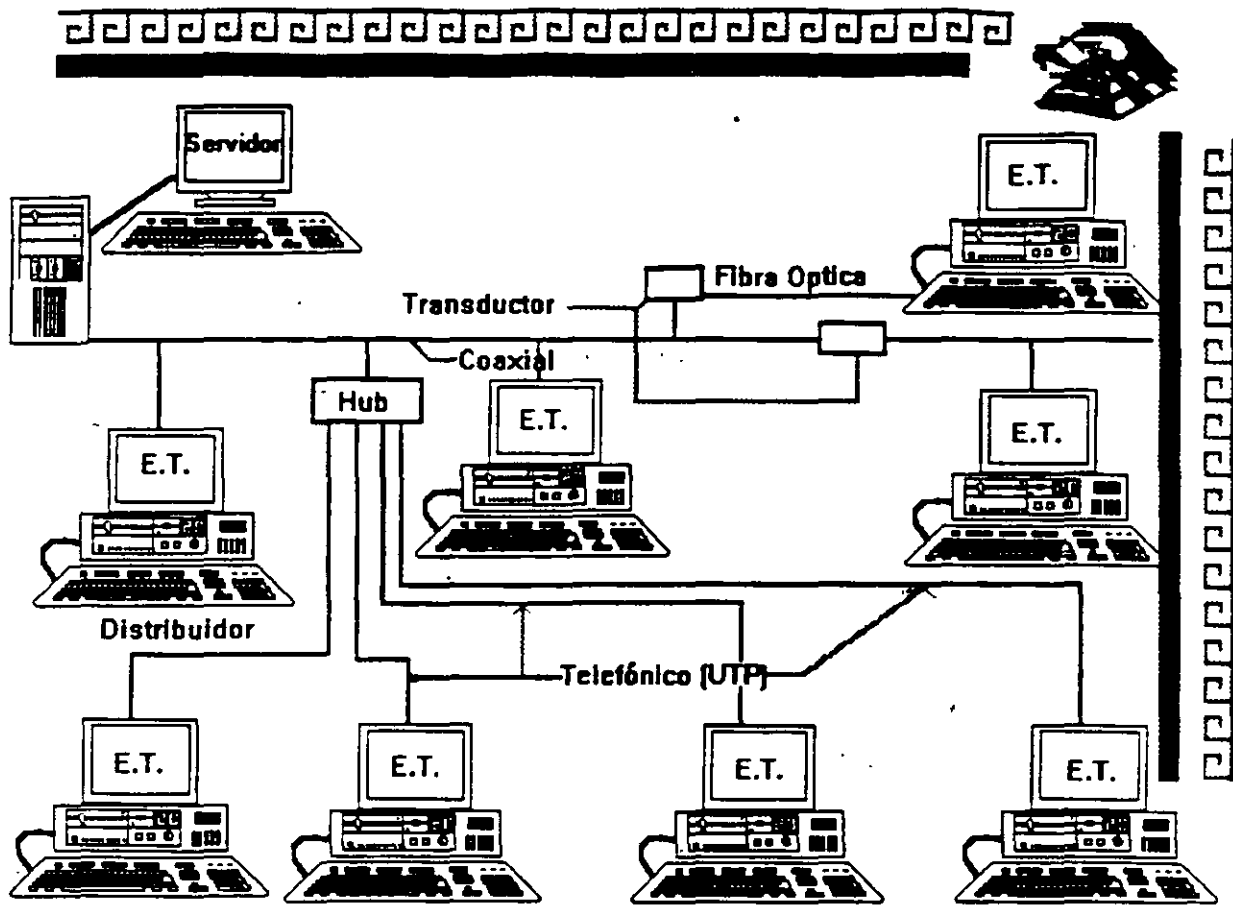 Servidor
E.T.
Fibra Optica
Transductor
Coaxial
Hub
E.T.
E.T.
E.T.
Distribuidor
Telefónico (UTP)
E.T.
E.T.
E.T.
E.T.